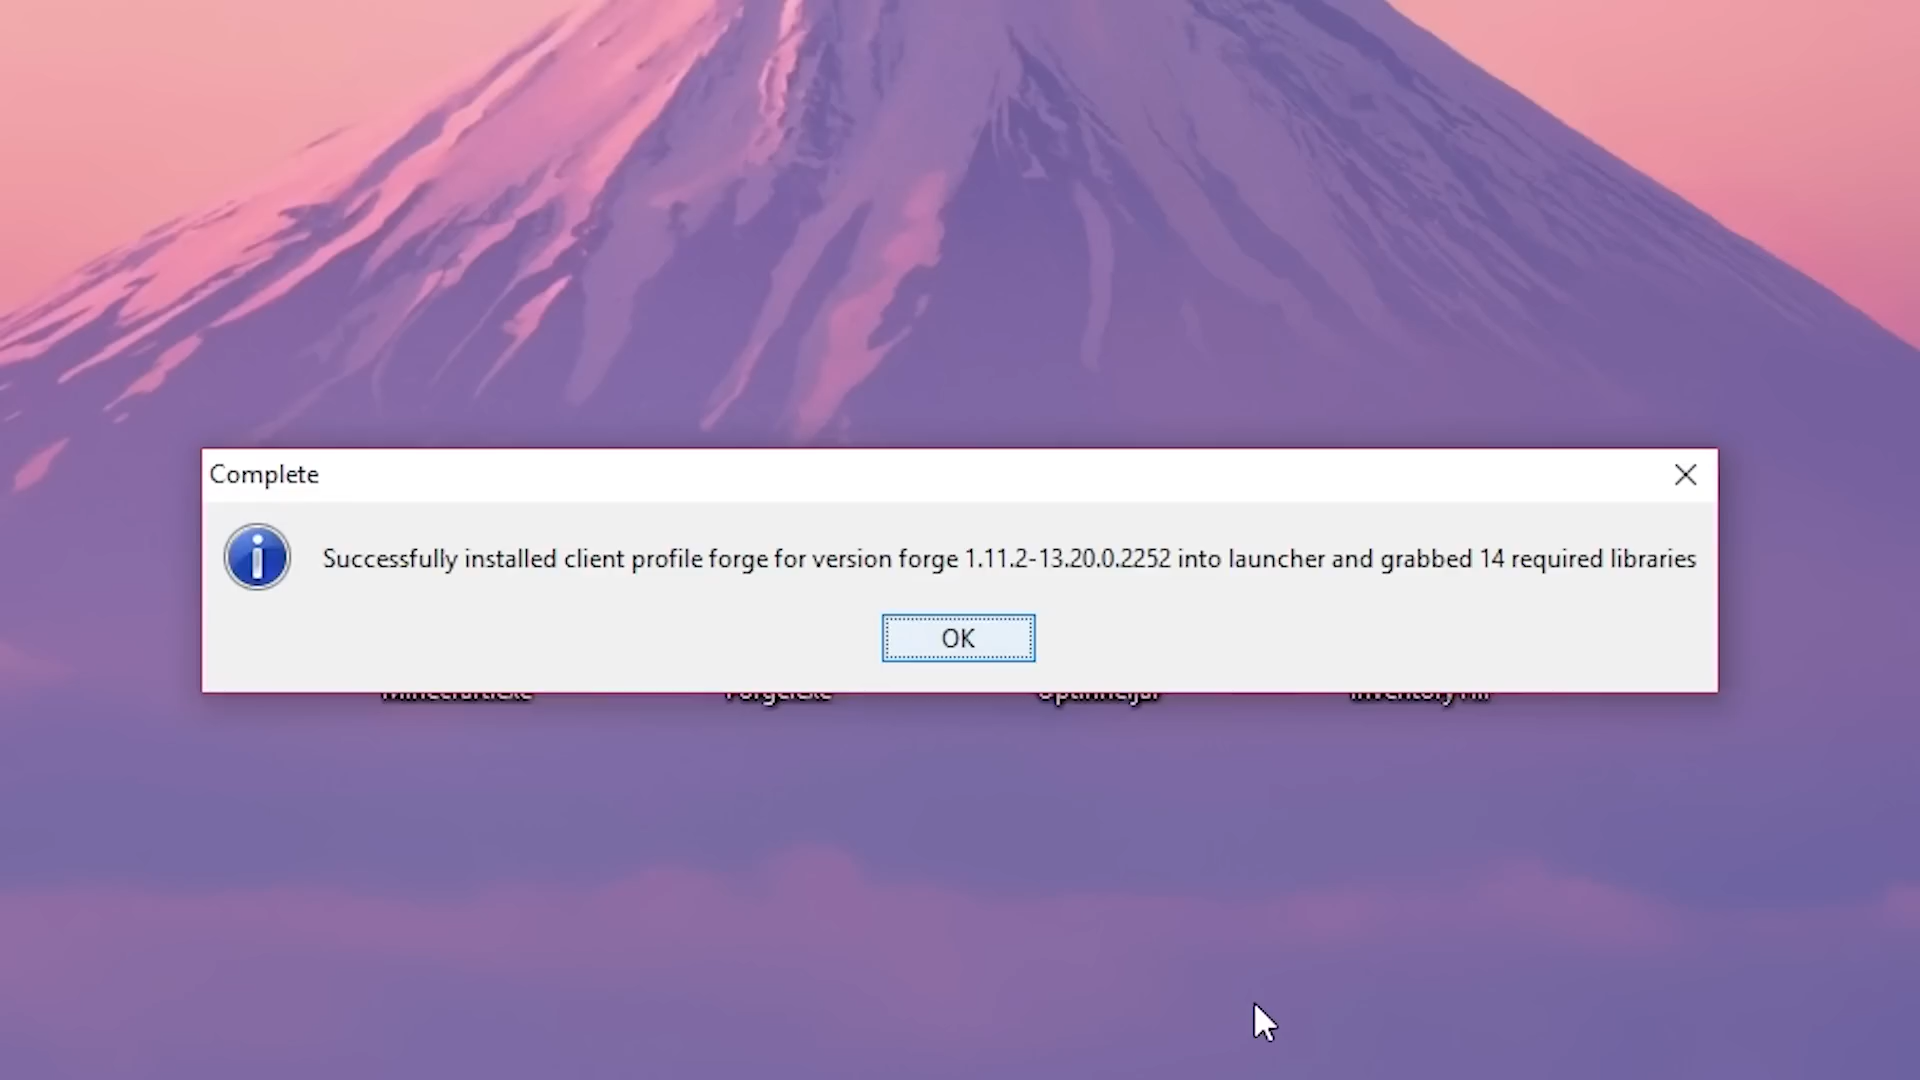 Complete
Successfully installed client profile forge for version forge 1.11.2-13.20.0.2252 into launcher and grabbed 14 required libraries
OK